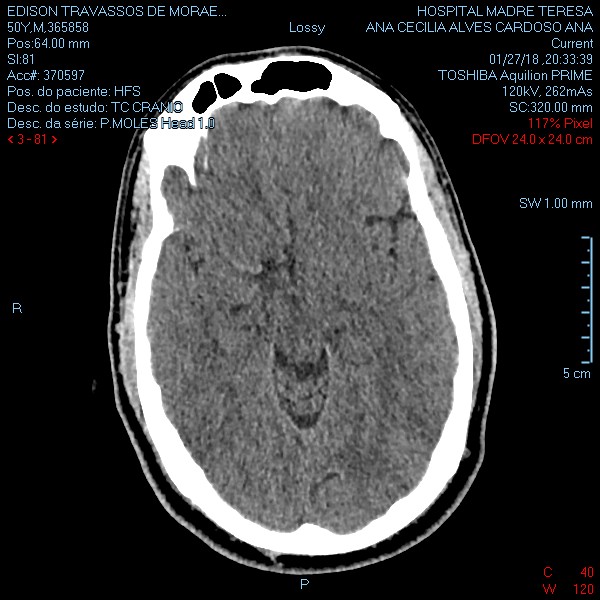 EDISON TRAVASSOS DE MORAE...
50Y,M,365858
Pos:64.00 mm
Sl:81
Acc#: 370597
Pos. do paciente: HFS
Desc. do estudo: TC CRANIO
Desc. da série: P.MOLES Head 1.0
< 3 - 81 >
Lossy
HOSPITAL MADRE TERESA
ANA CECILIA ALVES CARDOSO ANA
Current
01/27/18 ,20:33:39
TOSHIBA Aquilion PRIME
120kV, 262mAs
SC:320.00 mm
117% Pixel
DFOV 24.0 x 24.0cm
SW 1.00 mm
R
5 cm
P
C 40
W 120